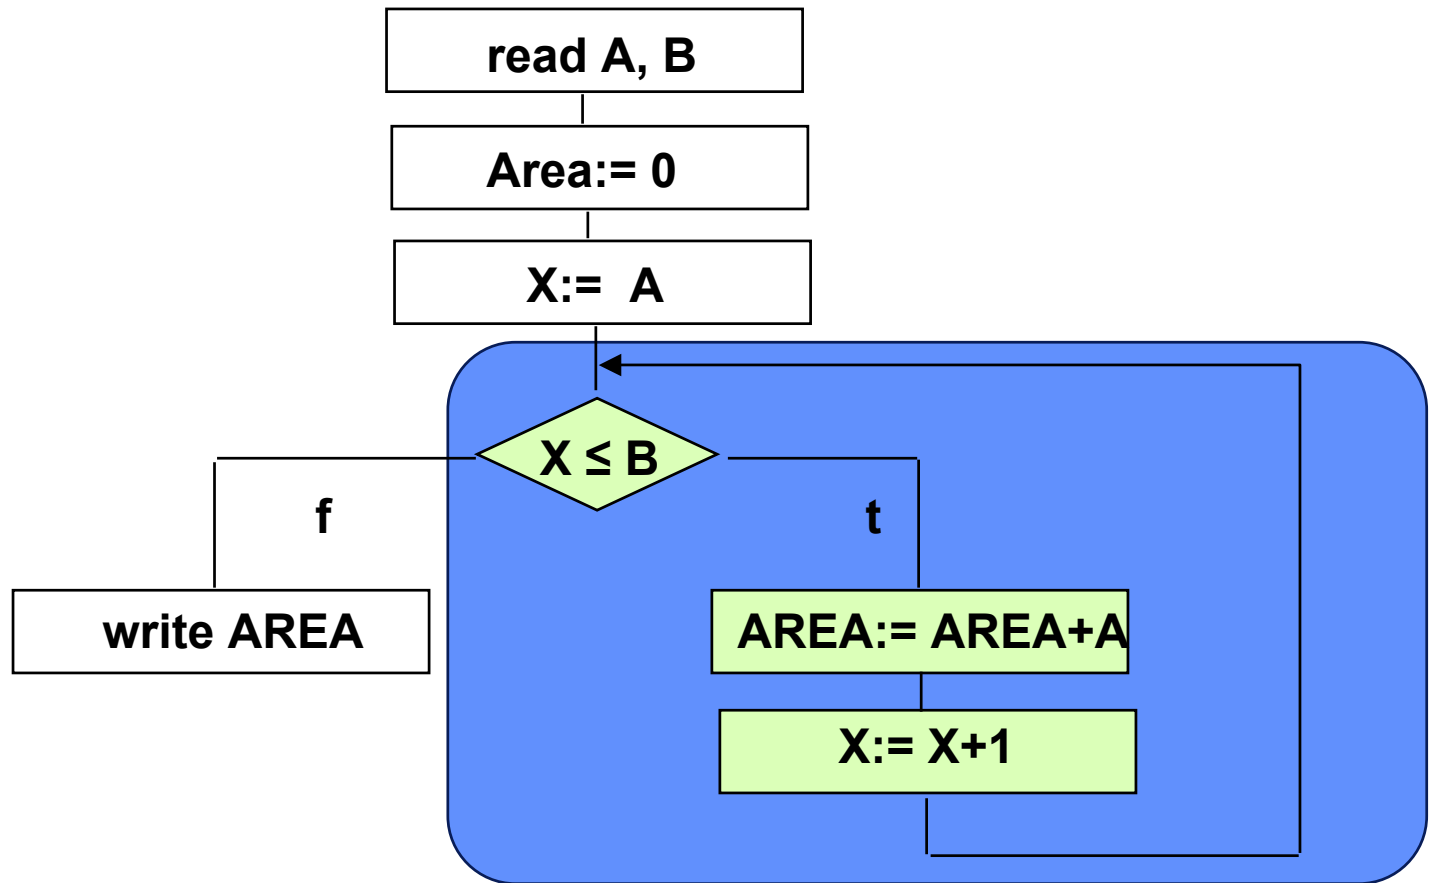 read A, B
Area:= 0
X:= A
X ≤ B
f
t
write AREA
AREA:= AREA+A
X:= X+1